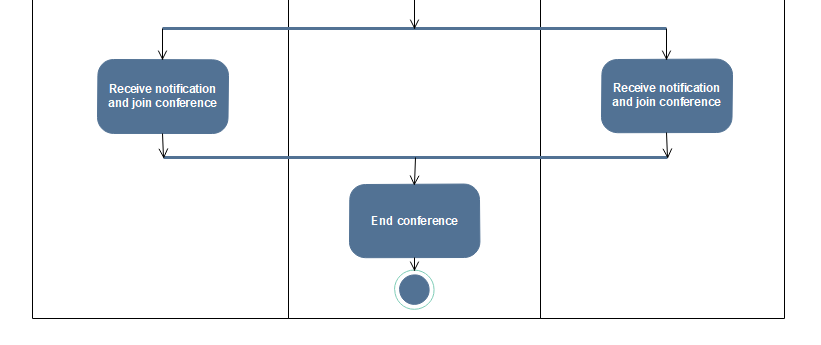 Receive notification
and join conference
Receive notification
and join conference
End conference